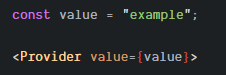 const value = "example";
<Provider value={value}>